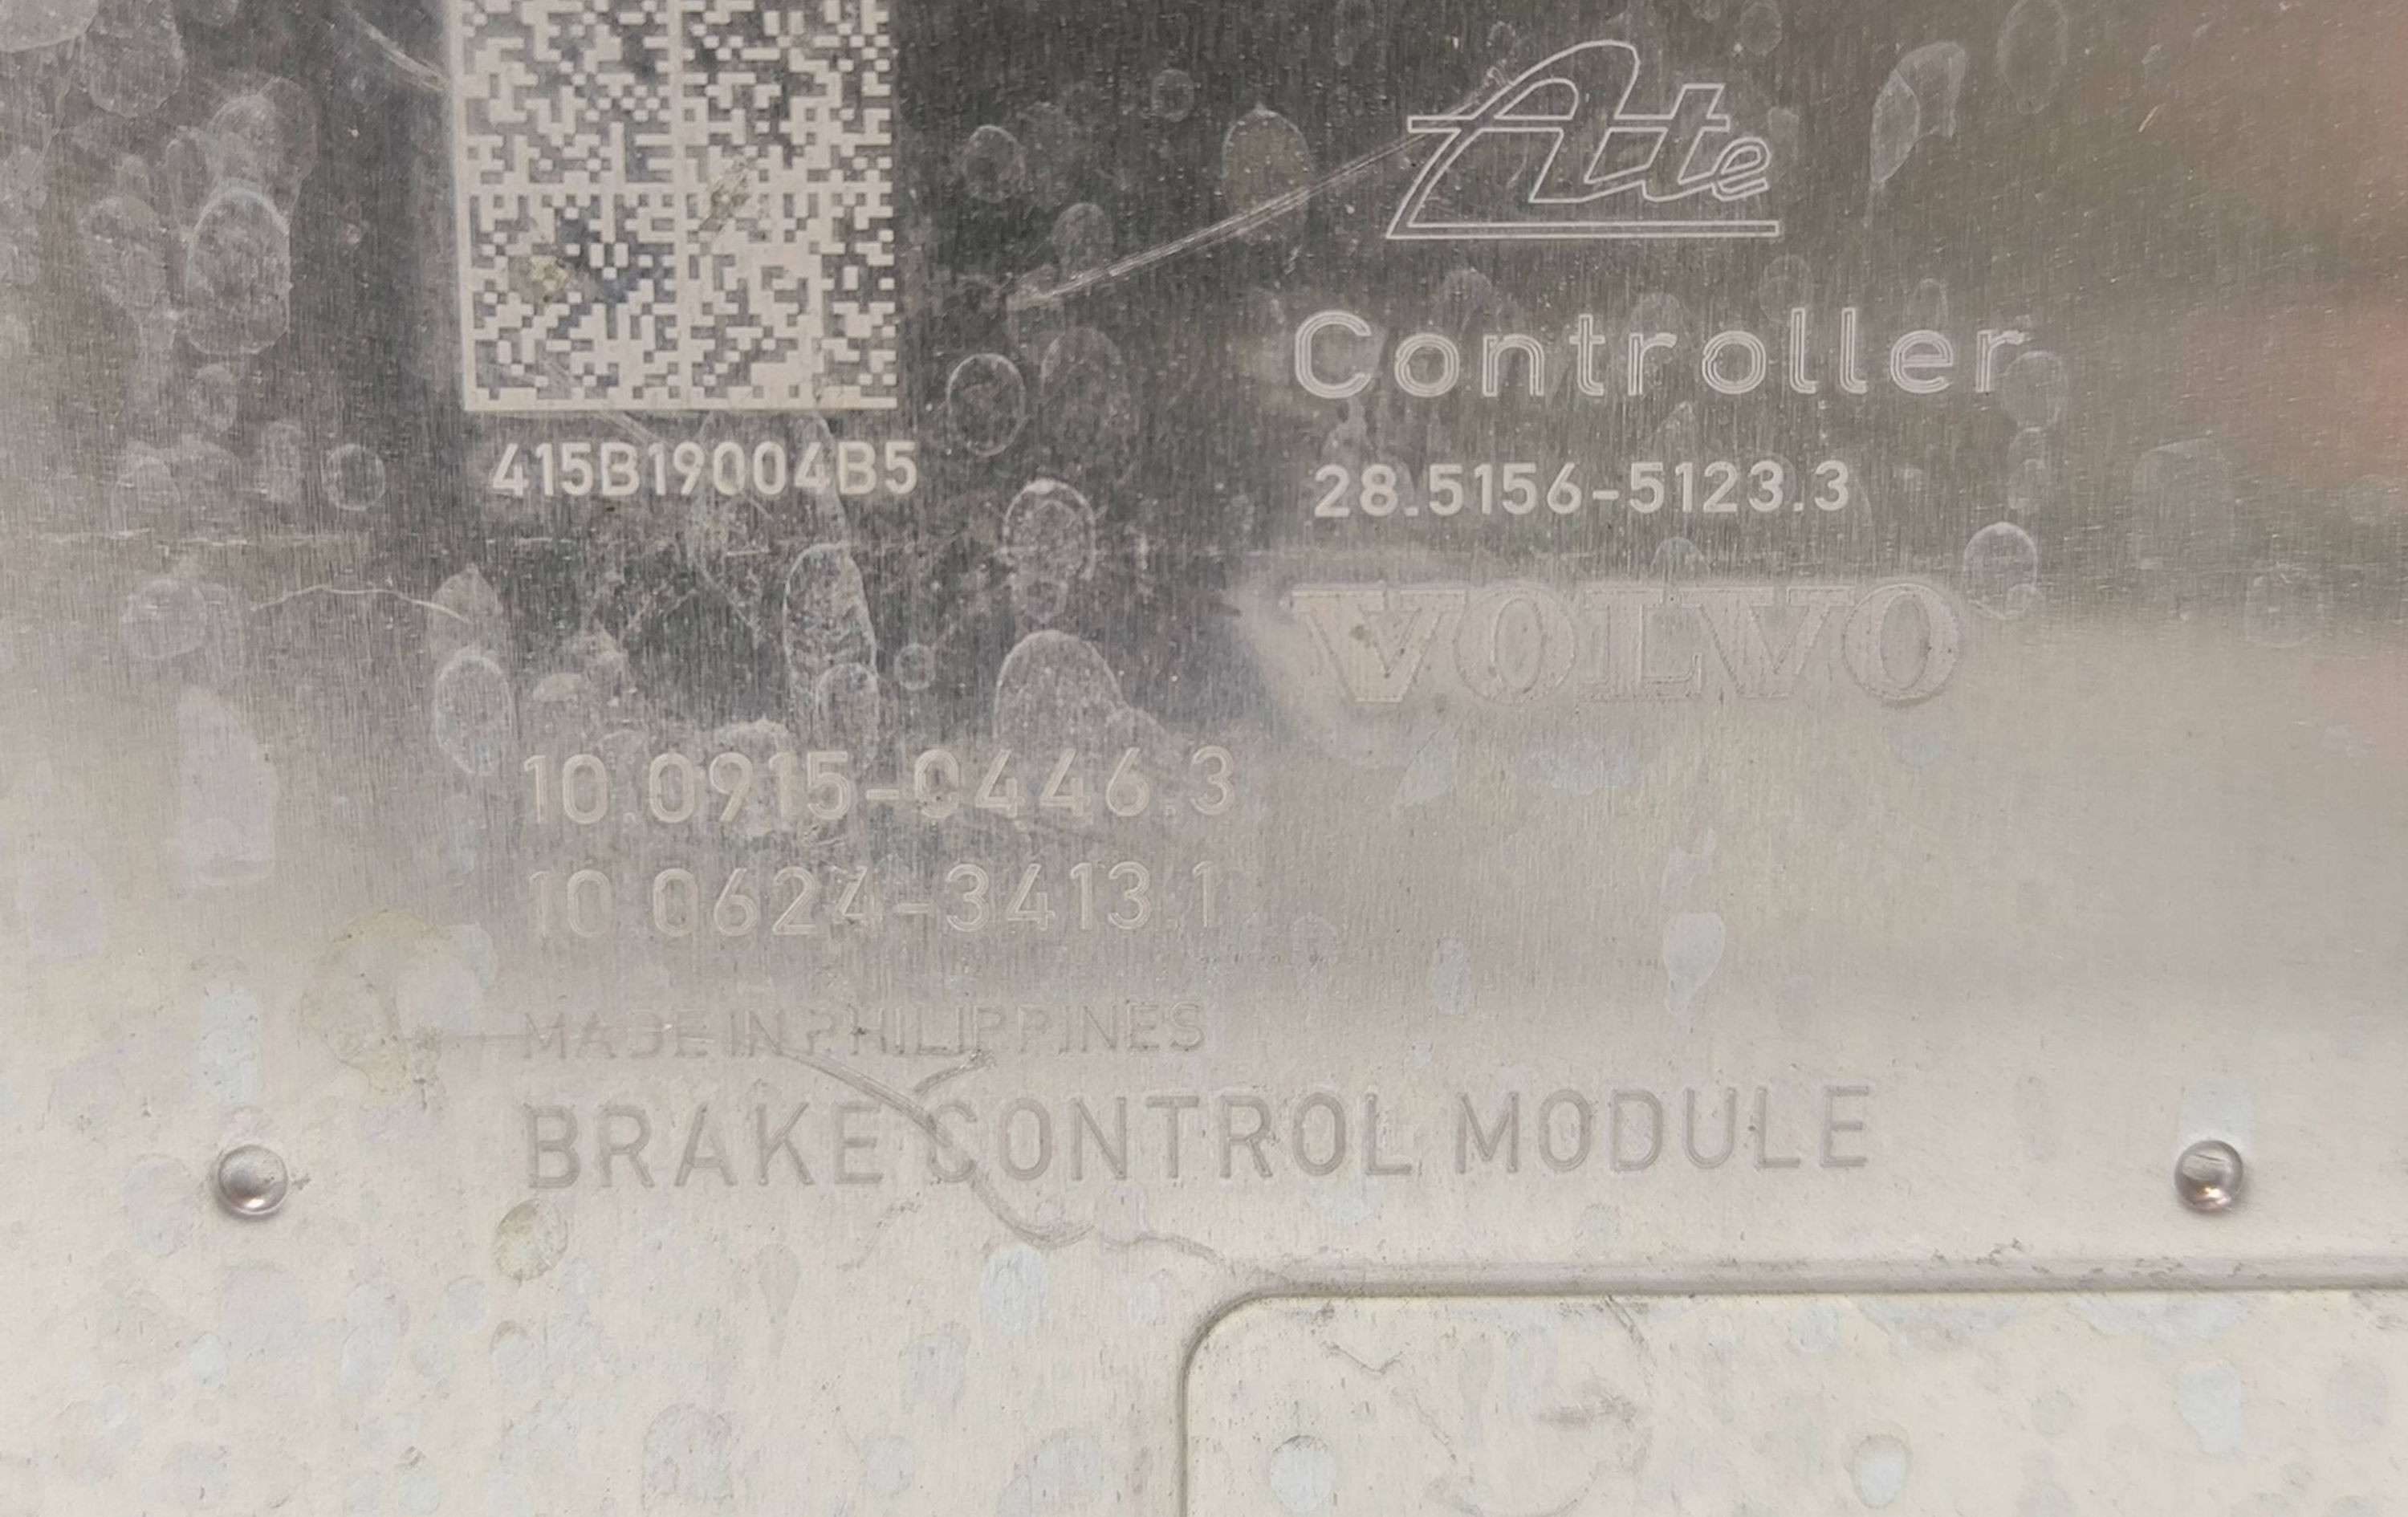 Ate
Controller
415B19004B5
28.5156-5123.3
VOLVO
10.0915-0446.3
10.0624-3413.1
MADE IN PHILIPPINES
BRAKE CONTROL MODULE